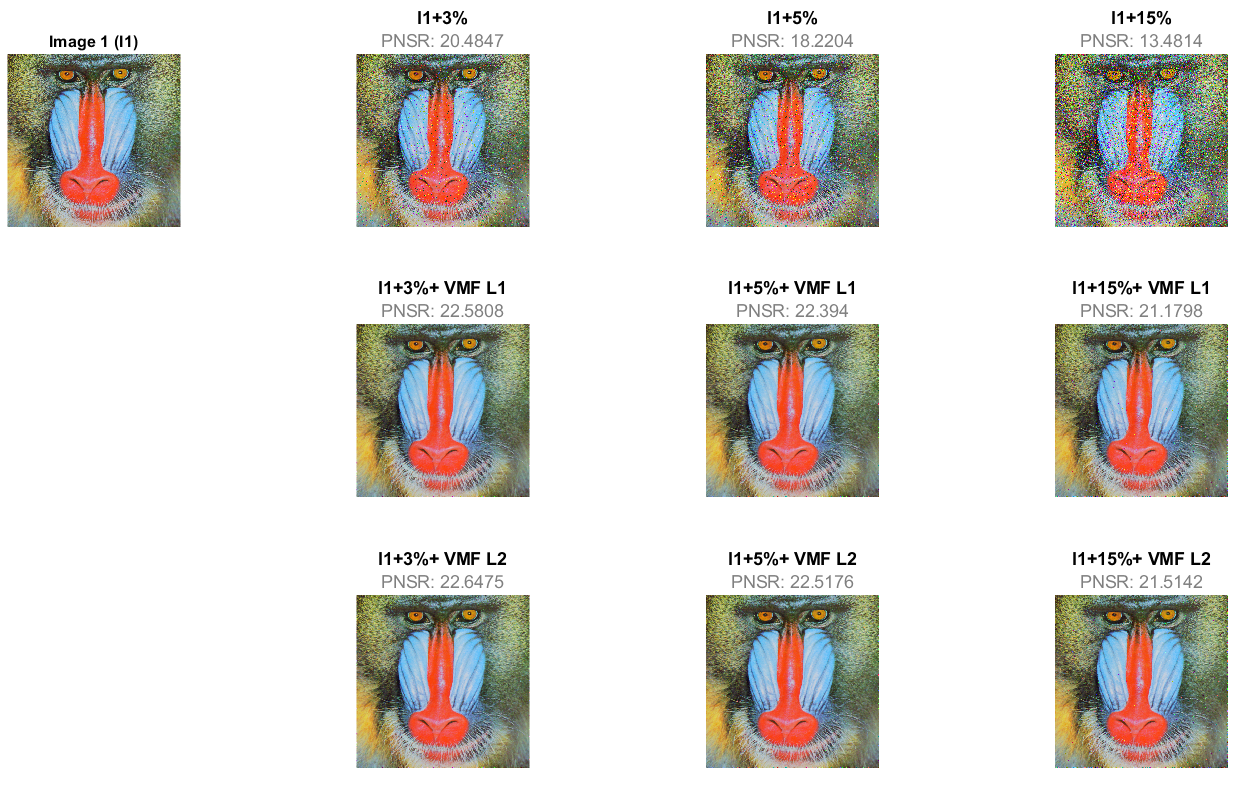 Image 1 (I1)
I1+3%
PNSR: 20.4847
I1+5%
PNSR: 18.2204
I1+15%
PNSR: 13.4814
I1+3%+ VMF L1
PNSR: 22.5808
I1+5%+ VMF L1
PNSR: 22.394
I1+15%+ VMF L1
PNSR: 21.1798
I1+3%+ VMF L2
PNSR: 22.6475
I1+5%+ VMF L2
PNSR: 22.5176
I1+15%+ VMF L2
PNSR: 21.5142